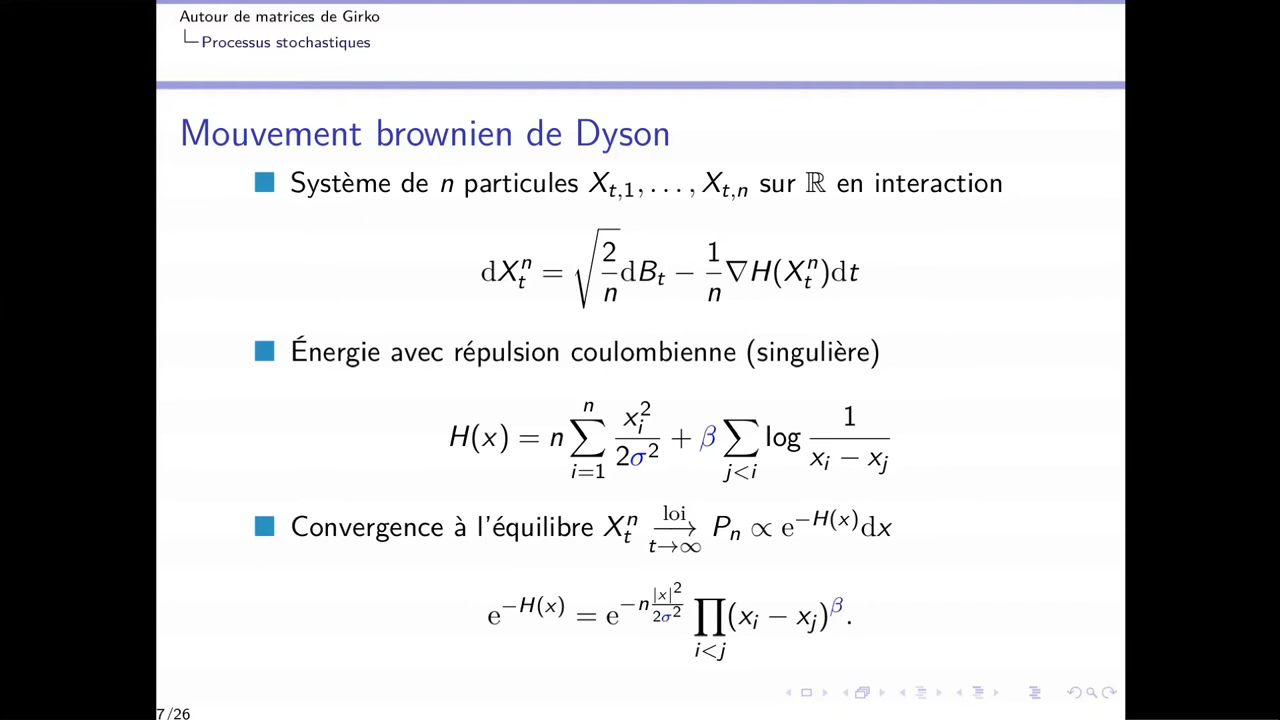 Autour de matrices de Girko
Processus stochastiques
Mouvement brownien de Dyson
Système de n particules X_{t,1}, . . . , X_{t,n} sur ℝ en interaction
dX_t^n = √(2/n) dB_t − (1/n) ∇H(X_t^n)dt
Énergie avec répulsion coulombienne (singulière)
H(x) = n ∑_{i=1}^{n} x_i^2/(2σ^2) + β ∑_{j<i} log 1/(x_i − x_j)
Convergence à l'équilibre X_t^n →^{loi}_{t→∞} P_n ∝ e^{−H(x)}dx
e^{−H(x)} = e^{−n |x|^2/(2σ^2)} ∏_{i<j} (x_i − x_j)^β.
7/26